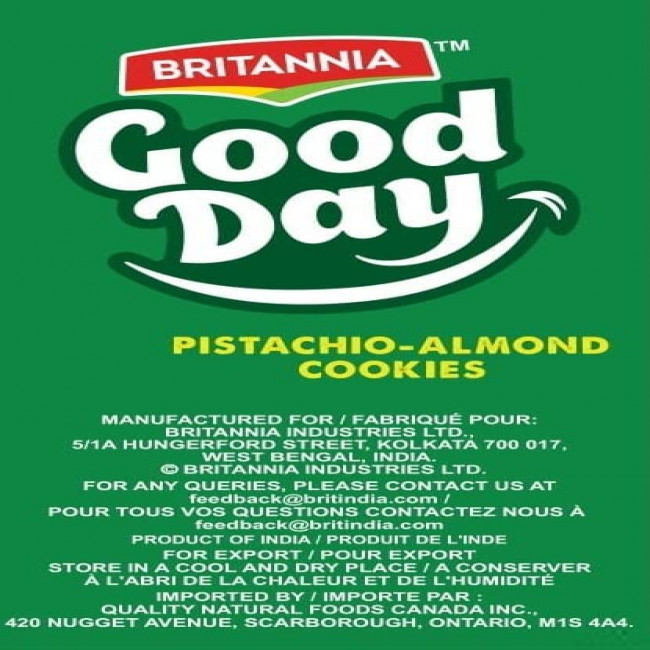 BRITANNIA TM
Good
Day
PISTACHIO-ALMOND
COOKIES
MANUFACTURED FOR / FABRIQUÉ POUR:
BRITANNIA INDUSTRIES LTD.,
5/1A HUNGERFORD STREET, KOLKATA 700 017,
WEST BENGAL, INDIA.
© BRITANNIA INDUSTRIES LTD.
FOR ANY QUERIES, PLEASE CONTACT US AT
feedback@britindia.com /
POUR TOUS VOS QUESTIONS CONTACTEZ NOUS À
feedback@britindia.com
PRODUCT OF INDIA / PRODUIT DE L'INDE
FOR EXPORT / POUR EXPORT
STORE IN A COOL AND DRY PLACE / A CONSERVER
À L'ABRI DE LA CHALEUR ET DE L'HUMIDITÉ
IMPORTED BY / IMPORTE PAR :
QUALITY NATURAL FOODS CANADA INC.,
420 NUGGET AVENUE, SCARBOROUGH, ONTARIO, M1S 4A4.